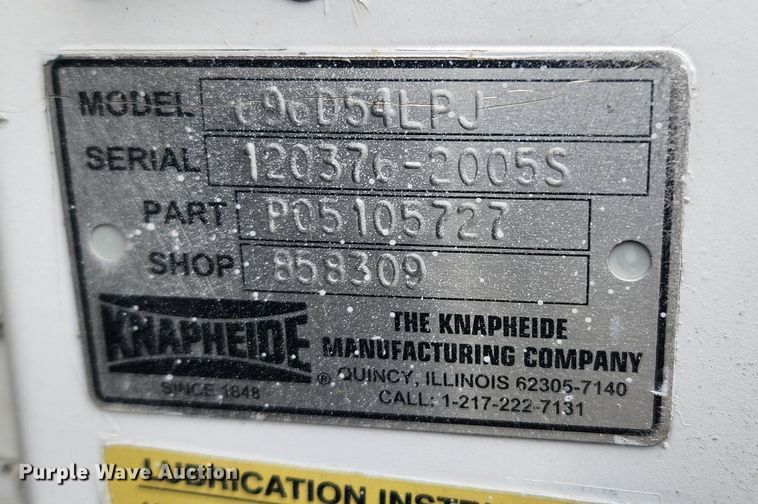 MODEL 696D54LPJ
SERIAL 120376-2005S
PART P05105727
SHOP 858309
KNAPHEIDE
SINCE 1848
THE KNAPHEIDE
MANUFACTURING COMPANY
® QUINCY, ILLINOIS 62305-7140
CALL: 1-217-222-7131
LUBRICATION
Purple Wave Auction